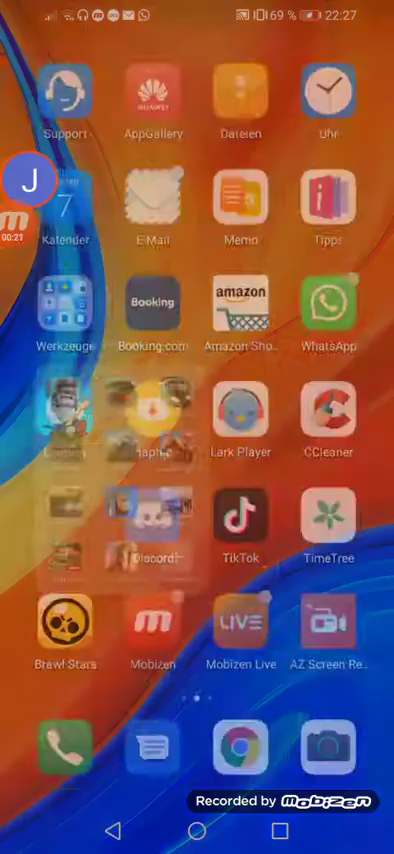 69 % 22:27
Support AppGallery Dateien Uhr
HUAWEI
J
00:21
7
Kalender E-Mail Memo Tipps
Booking
amazon
Werkzeuge Booking.com Amazon Sho.. WhatsApp
Lark Player CCleaner
Discord TikTok TimeTree
LIVE
Brawl Stars Mobizen Mobizen Live AZ Screen Re..
Recorded by mobizen